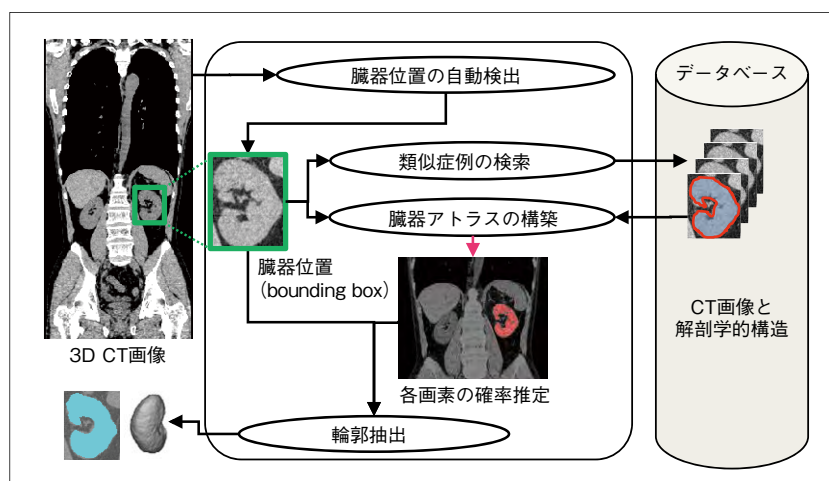 臓器位置の自動検出
データベース
類似症例の検索
臓器アトラスの構築
臓器位置
（bounding box）
CT画像と
解剖学的構造
3D CT画像
各画素の確率推定
輪郭抽出